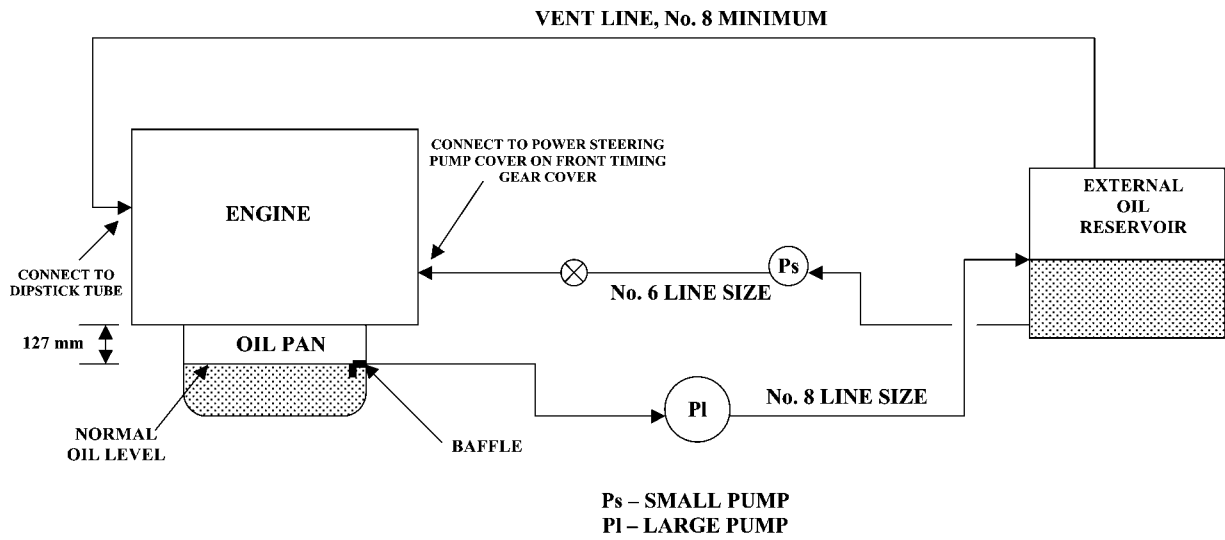 VENT LINE, No. 8 MINIMUM
CONNECT TO POWER STEERING
PUMP COVER ON FRONT TIMING
GEAR COVER
ENGINE
EXTERNAL
OIL
RESERVOIR
CONNECT TO
DIPSTICK TUBE
Ps
No. 6 LINE SIZE
127 mm
OIL PAN
Pl
No. 8 LINE SIZE
NORMAL
OIL LEVEL
BAFFLE
Ps – SMALL PUMP
Pl – LARGE PUMP